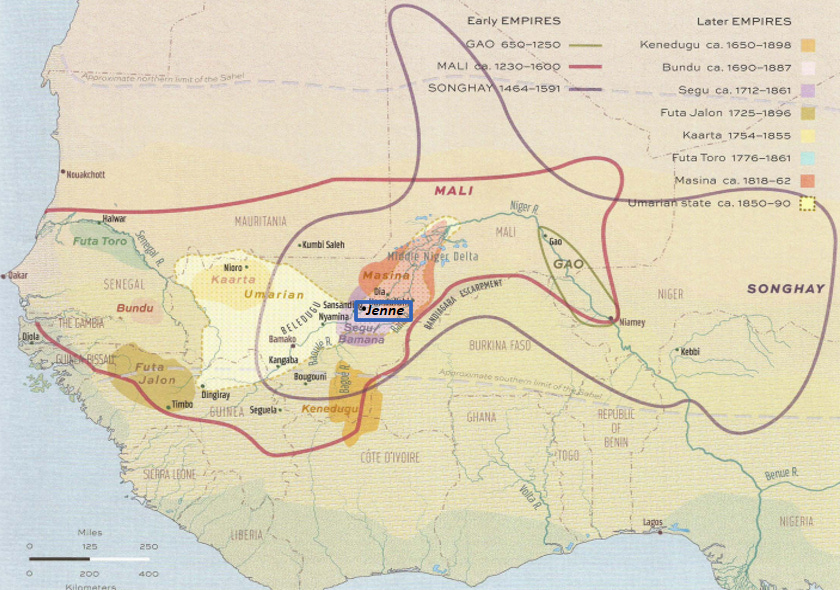 Early EMPIRES
GAO 650–1250
MALI ca. 1230–1600
SONGHAY 1464–1591
Later EMPIRES
Kenedugu ca. 1650–1898
Bundu ca. 1690–1887
Segu ca. 1712–1861
Futa Jalon 1725–1896
Kaarta 1754–1855
Futa Toro 1776–1861
Masina ca. 1818–62
Umarian state ca. 1850–90
Approximate northern limit of the Sahel
Nouakchott
MALI
Halwar
MAURITANIA
Niger R.
MALI
Futa Toro
Senegal R.
Kumbi Saleh
Gao
Middle Niger Delta
GAO
Dakar
Nioro
Kaarta
Masina
SENEGAL
Umarian
Dia
SONGHAY
NIGER
Bundu
Sansandi
Jenne
BELEDUGU
Nyamina
BANDIAGARA ESCARPMENT
Niamey
THE GAMBIA
Segu/
Bamana
Djola
Bamako
BURKINA FASO
Kebbi
GUINEA-BISSAU
Kangaba
Banule R.
Futa
Jalon
Bougouni
Bagoe R.
Approximate southern limit of the Sahel
Dingiray
Timbo
GUINEA
Seguela
Kenedugu
GHANA
REPUBLIC
OF
BENIN
CÔTE D'IVOIRE
TOGO
SIERRA LEONE
Benue R.
Volta R.
LIBERIA
Lagos
NIGERIA
Miles
0 125 250
0 200 400
Kilometers